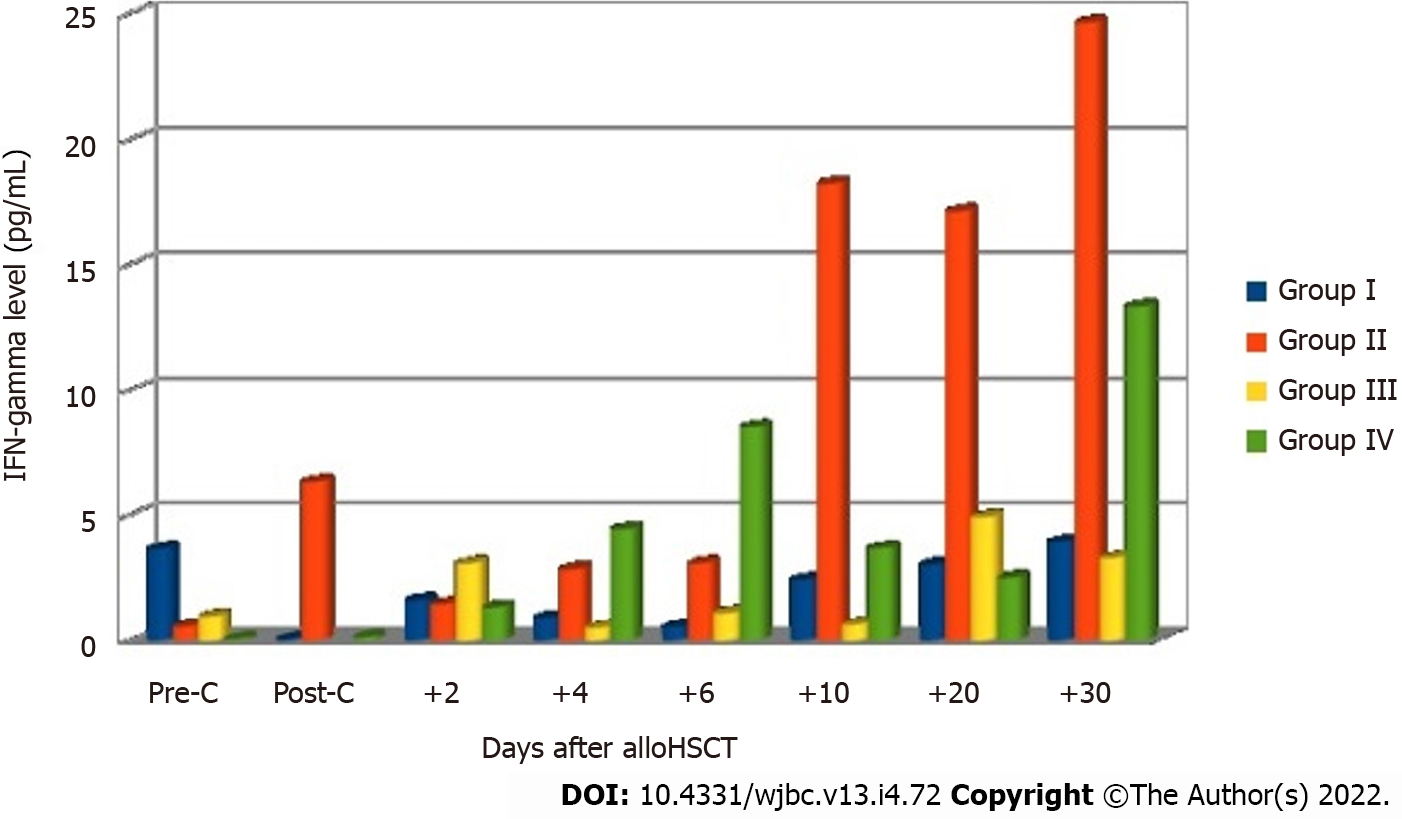 IFN-gamma level (pg/mL)
25
20
15
10
5
0
Pre-C Post-C +2 +4 +6 +10 +20 +30
Days after alloHSCT
Group I
Group II
Group III
Group IV
DOI: 10.4331/wjbc.v13.i4.72 Copyright ©The Author(s) 2022.